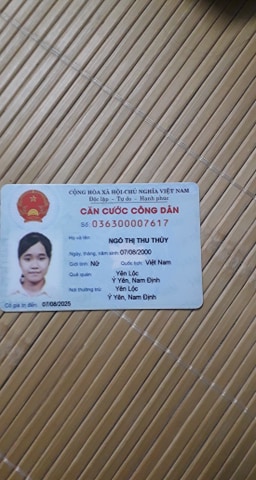 CỘNG HÒA XÃ HỘI CHỦ NGHĨA VIỆT NAM
Độc lập - Tự do - Hạnh phúc
CĂN CƯỚC CÔNG DÂN
Số: 036300007617
Họ và tên:
NGÔ THỊ THU THỦY
Ngày, tháng, năm sinh: 07/08/2000
Giới tính: Nữ Quốc tịch: Việt Nam
Quê quán: Yên Lộc
Ý Yên, Nam Định
Nơi thường trú: Yên Lộc
Ý Yên, Nam Định
Có giá trị đến: 07/08/2025